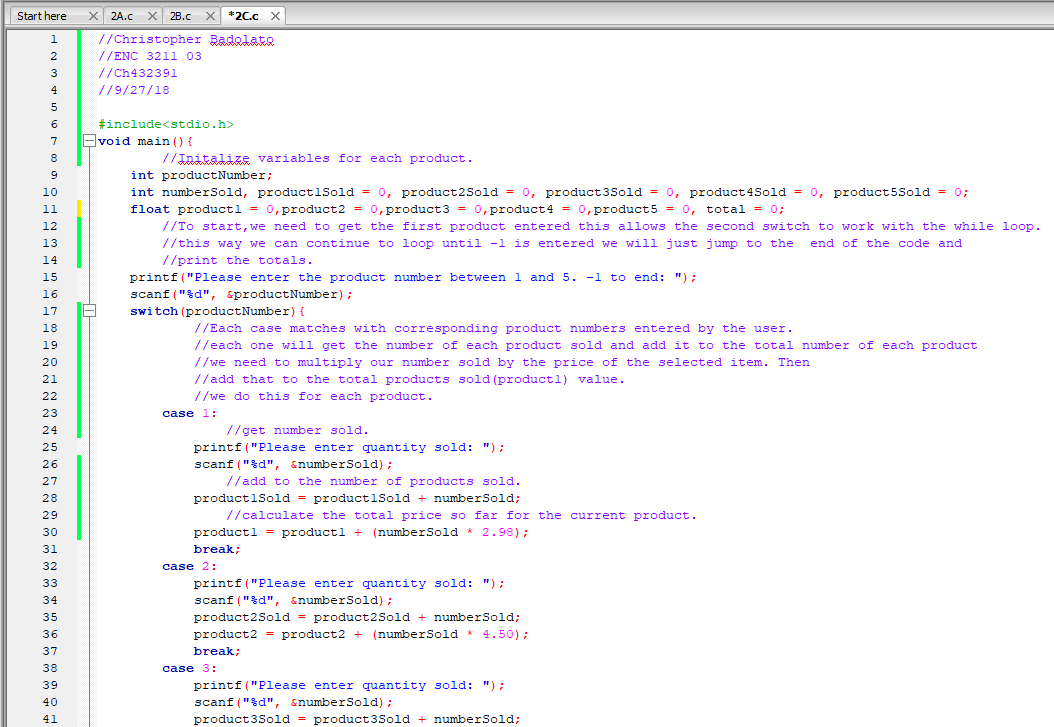 Start here × 2A.c × 2B.c × *2C.c ×
1 //Christopher Badolato
2 //ENC 3211 03
3 //Ch432391
4 //9/27/18
5
6 #include<stdio.h>
7 void main(){
8 //Initalize variables for each product.
9 int productNumber;
10 int numberSold, product1Sold = 0, product2Sold = 0, product3Sold = 0, product4Sold = 0, product5Sold = 0;
11 float product1 = 0,product2 = 0,product3 = 0,product4 = 0,product5 = 0, total = 0;
12 //To start,we need to get the first product entered this allows the second switch to work with the while loop.
13 //this way we can continue to loop until -1 is entered we will just jump to the  end of the code and
14 //print the totals.
15 printf("Please enter the product number between 1 and 5. -1 to end: ");
16 scanf("%d", &productNumber);
17 switch(productNumber){
18 //Each case matches with corresponding product numbers entered by the user.
19 //each one will get the number of each product sold and add it to the total number of each product
20 //we need to multiply our number sold by the price of the selected item. Then
21 //add that to the total products sold(product1) value.
22 //we do this for each product.
23 case 1:
24 //get number sold.
25 printf("Please enter quantity sold: ");
26 scanf("%d", &numberSold);
27 //add to the number of products sold.
28 product1Sold = product1Sold + numberSold;
29 //calculate the total price so far for the current product.
30 product1 = product1 + (numberSold * 2.98);
31 break;
32 case 2:
33 printf("Please enter quantity sold: ");
34 scanf("%d", &numberSold);
35 product2Sold = product2Sold + numberSold;
36 product2 = product2 + (numberSold * 4.50);
37 break;
38 case 3:
39 printf("Please enter quantity sold: ");
40 scanf("%d", &numberSold);
41 product3Sold = product3Sold + numberSold;